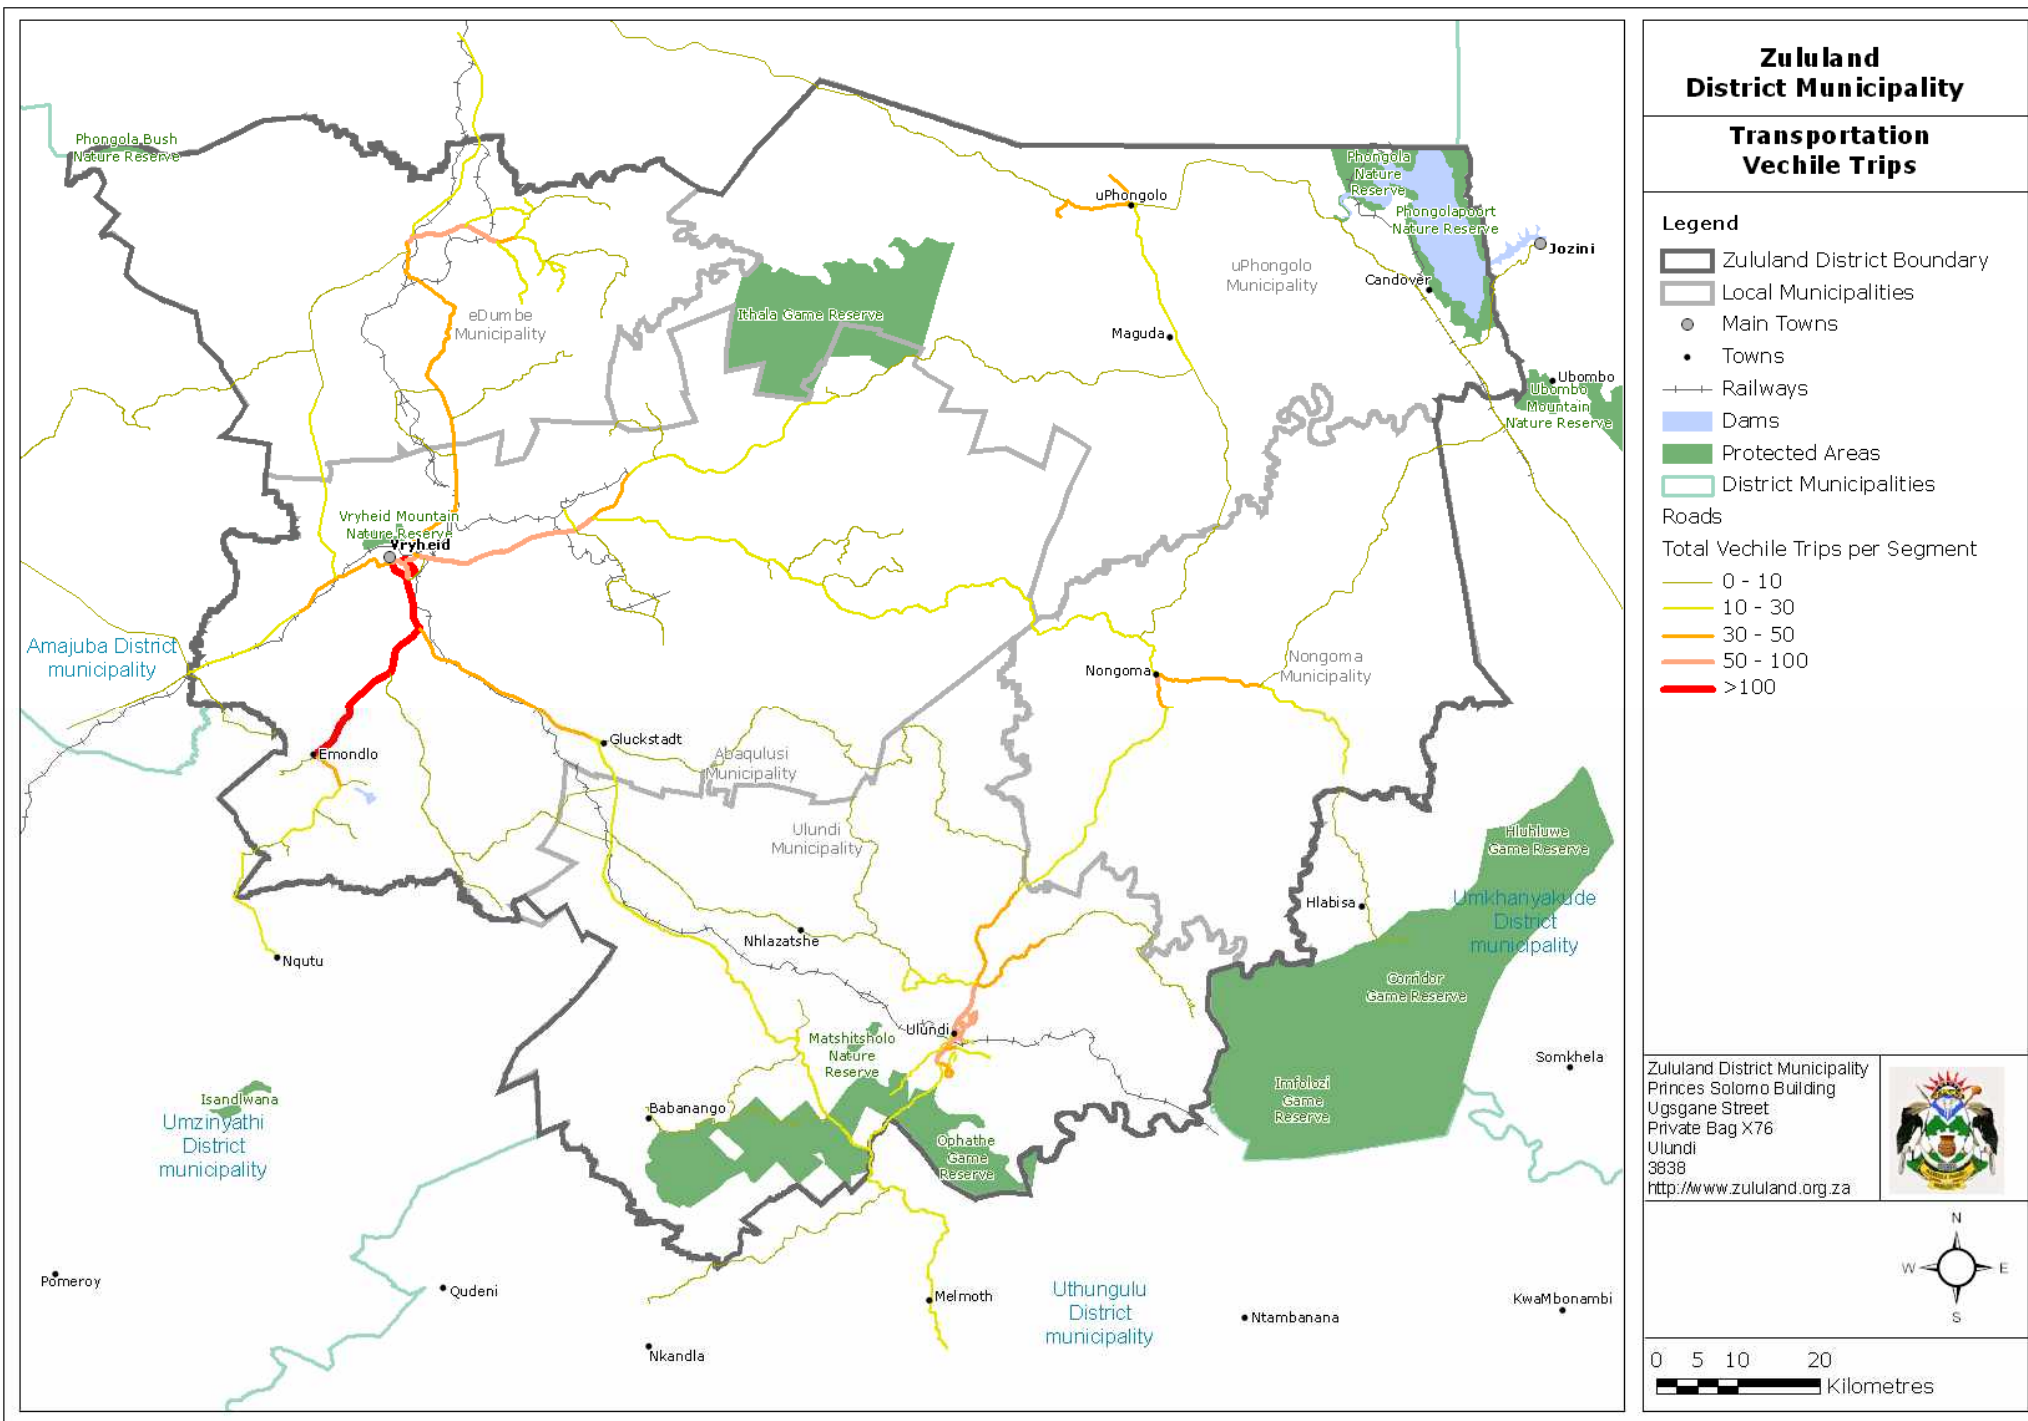 Zululand
District Municipality
Transportation
Vechile Trips
Legend
Zululand District Boundary
Local Municipalities
Main Towns
Towns
Railways
Dams
Protected Areas
District Municipalities
Roads
Total Vechile Trips per Segment
0 - 10
10 - 30
30 - 50
50 - 100
>100
Zululand District Municipality
Princes Solomo Building
Ugsgane Street
Private Bag X76
Ulundi
3838
http://www.zululand.org.za
N
W
E
S
0 5 10 20
Kilometres
Phongola Bush
Nature Reserve
uPhongolo
Phongola
Nature
Reserve
Phongolapoort
Nature Reserve
Jozini
uPhongolo
Municipality
Candover
eDumbe
Municipality
Ithala Game Reserve
Maguda
Ubombo
Ubombo
Mountain
Nature Reserve
Vryheid Mountain
Nature Reserve
Vryheid
Amajuba District
municipality
Nongoma
Nongoma
Municipality
Emondlo
Gluckstadt
Abaqulusi
Municipality
Ulundi
Municipality
Hluhluwe
Game Reserve
Hlabisa
Umkhanyakude
District
municipality
Nhlazatshe
Nqutu
Corridor
Game Reserve
Ulundi
Matshitsholo
Nature
Reserve
Somkhela
Isandlwana
Umzinyathi
District
municipality
Babanango
Imfolozi
Game
Reserve
Ophathe
Game
Reserve
Pomeroy
Qudeni
Melmoth
Uthungulu
District
municipality
Ntambanana
KwaMbonambi
Nkandla